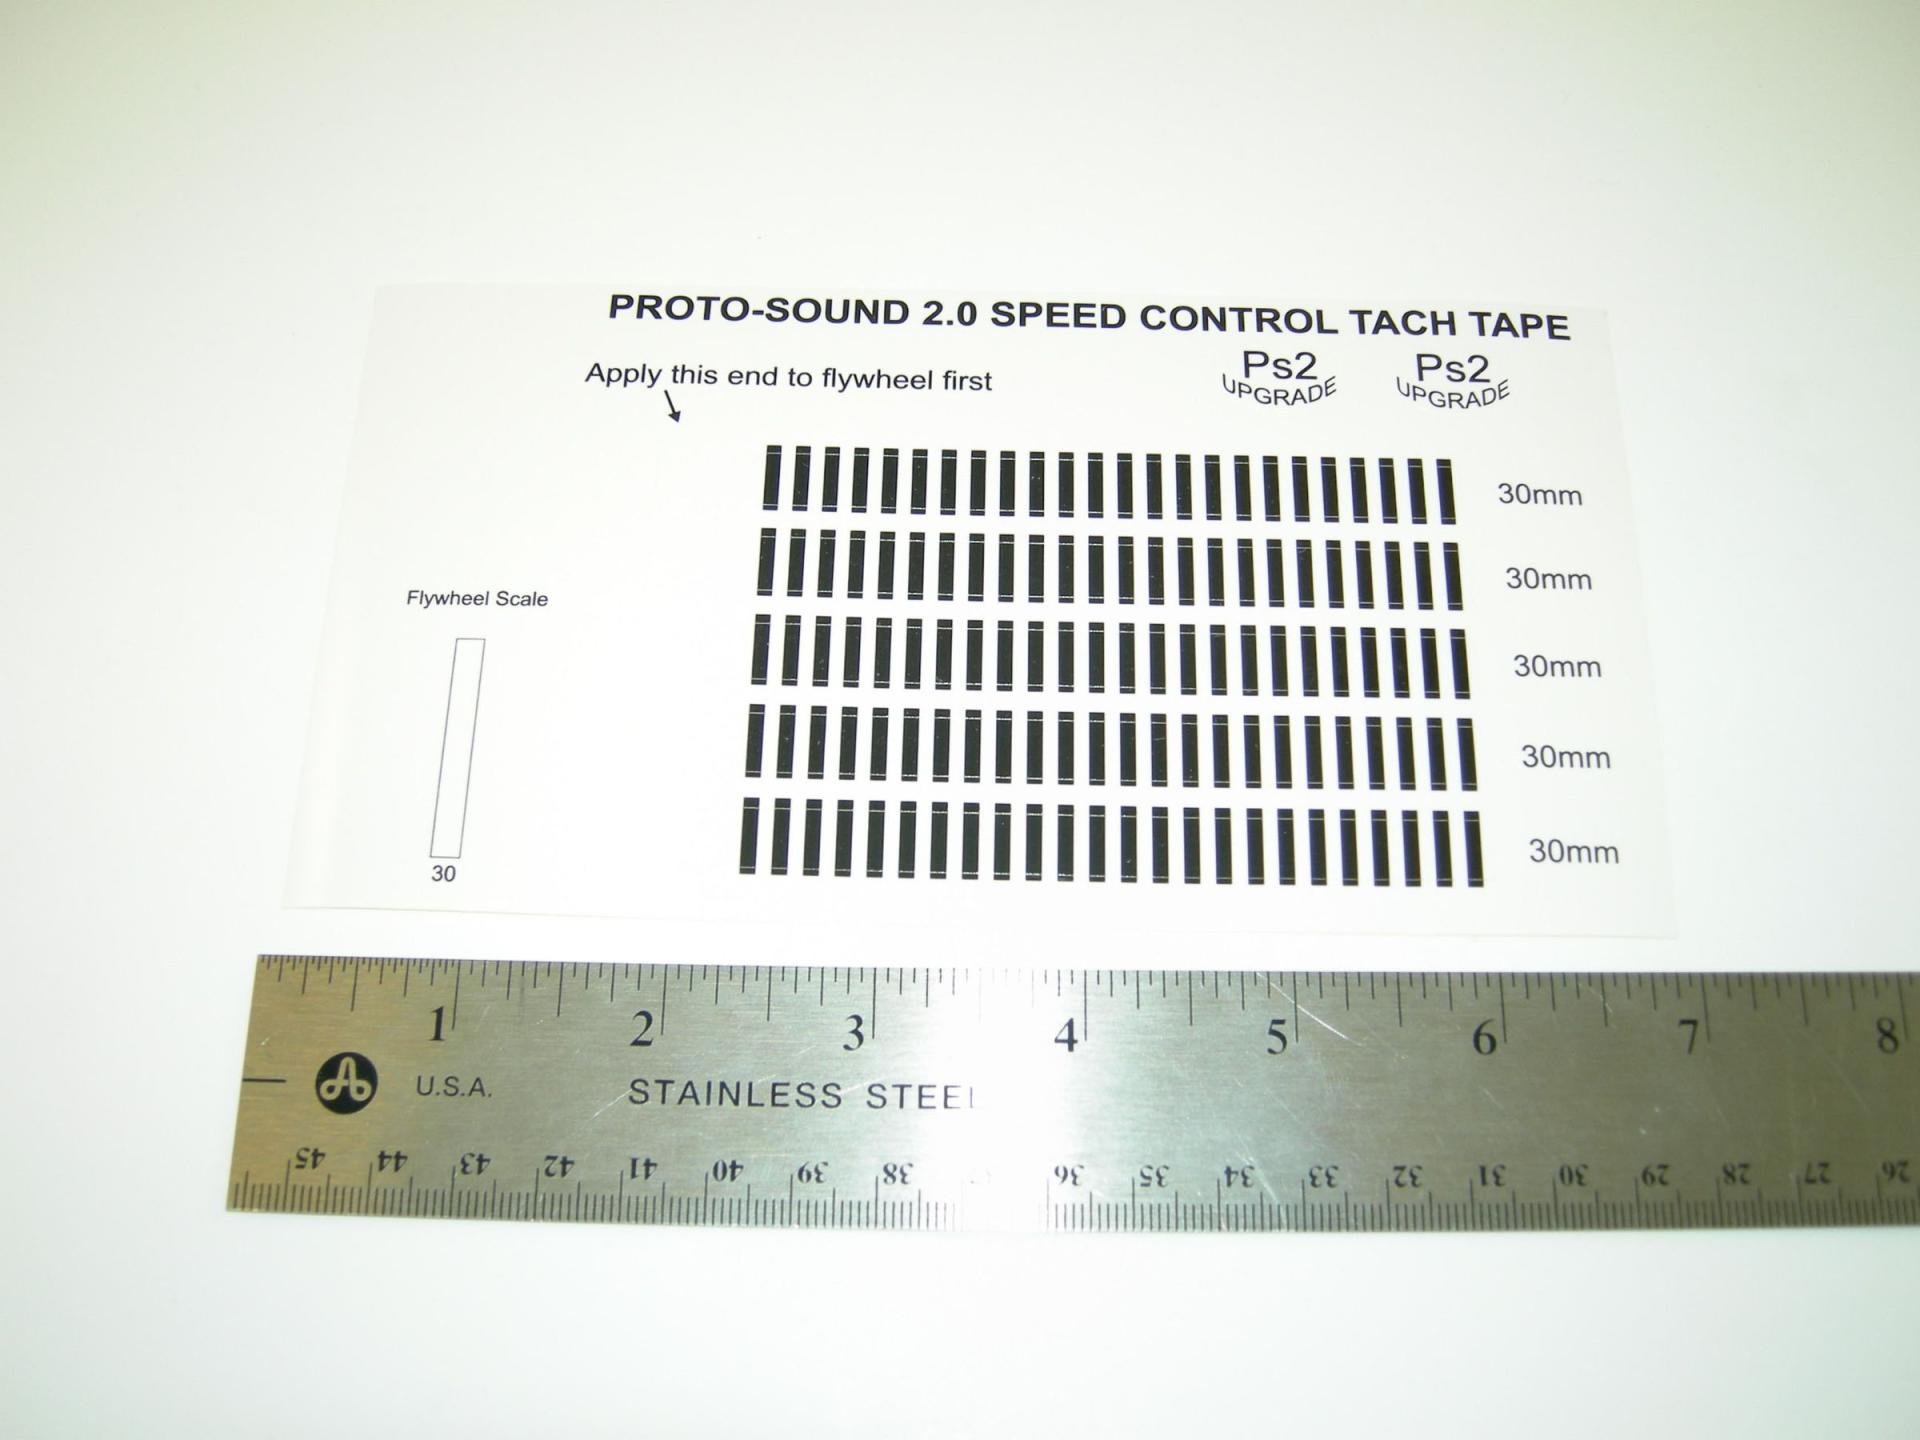 PROTO-SOUND 2.0 SPEED CONTROL TACH TAPE
Apply this end to flywheel first
Ps2 UPGRADE
Ps2 UPGRADE
30mm
30mm
30mm
30mm
30mm
Flywheel Scale
30
1 2 3 4 5 6 7 8
U.S.A.
STAINLESS STEEL
45 44 43 42 41 40 39 38 36 35 34 33 32 31 30 29 28 27 26